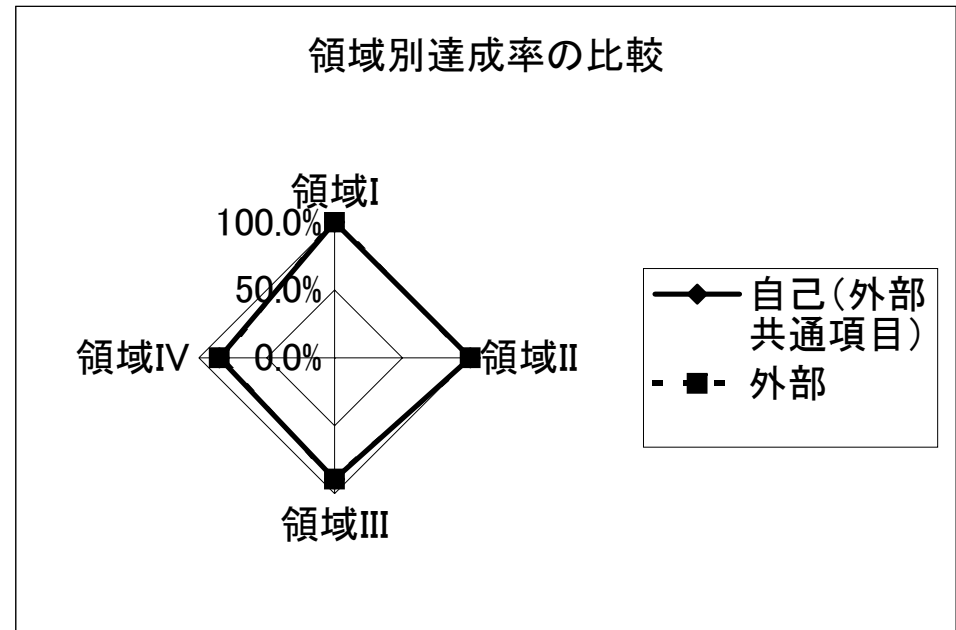 領域別達成率の比較
領域I
100.0%
50.0%
0.0%
領域IV
領域II
領域III
自己(外部
共通項目)
外部